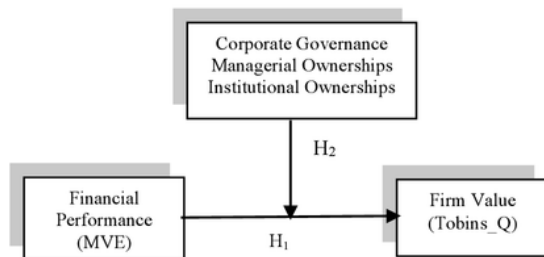 Corporate Governance
Managerial Ownerships
Institutional Ownerships
H2
Financial
Performance
(MVE)
H1
Firm Value
(Tobins_Q)